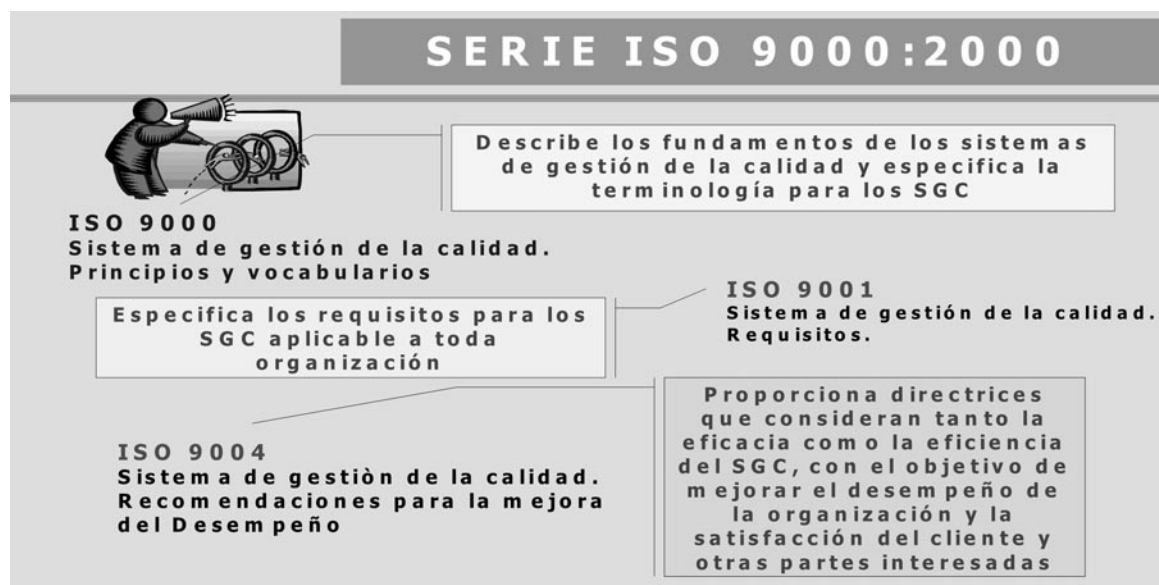 SERIE ISO 9000:2000
Describe los fundamentos de los sistemas
de gestión de la calidad y especifica la
terminología para los SGC
ISO 9000
Sistema de gestión de la calidad.
Principios y vocabularios
ISO 9001
Sistema de gestión de la calidad.
Requisitos.
Especifica los requisitos para los
SGC aplicable a toda
organización
ISO 9004
Sistema de gestiòn de la calidad.
Recomendaciones para la mejora
del Desempeño
Proporciona directrices
que consideran tanto la
eficacia como la eficiencia
del SGC, con el objetivo de
mejorar el desempeño de
la organización y la
satisfacción del cliente y
otras partes interesadas